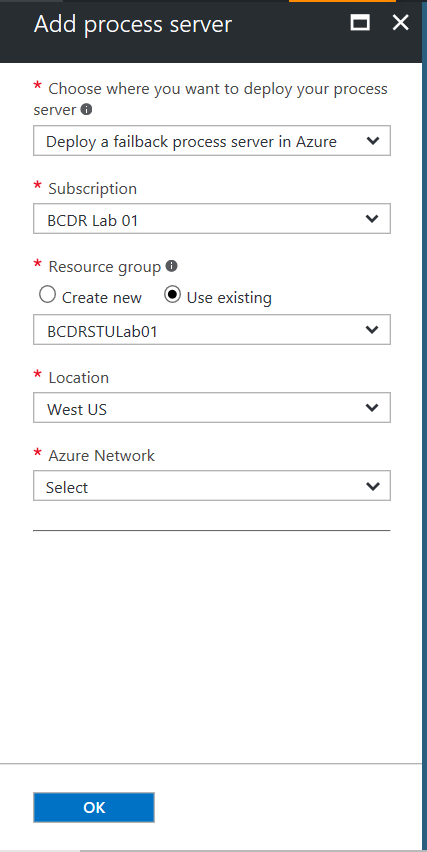 Add process server
* Choose where you want to deploy your process
server
Deploy a failback process server in Azure
* Subscription
BCDR Lab 01
* Resource group
Create new
Use existing
BCDRSTULab01
* Location
West US
* Azure Network
Select
OK